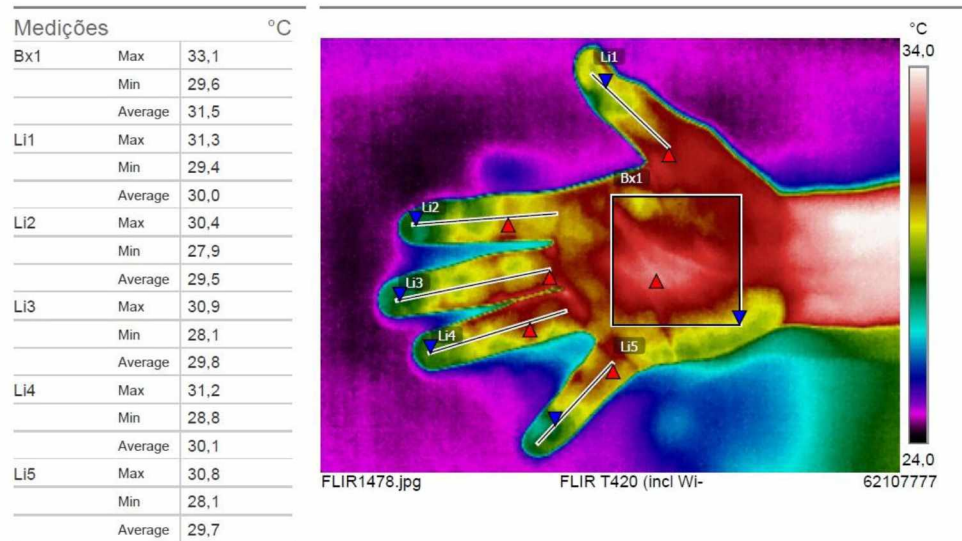 Medições °C
Bx1 Max 33,1
Min 29,6
Average 31,5
Li1 Max 31,3
Min 29,4
Average 30,0
Li2 Max 30,4
Min 27,9
Average 29,5
Li3 Max 30,9
Min 28,1
Average 29,8
Li4 Max 31,2
Min 28,8
Average 30,1
Li5 Max 30,8
Min 28,1
Average 29,7
°C
34,0
Li1
Bx1
Li2
Li3
Li4
Li5
24,0
FLIR1478.jpg FLIR T420 (incl Wi- 62107777